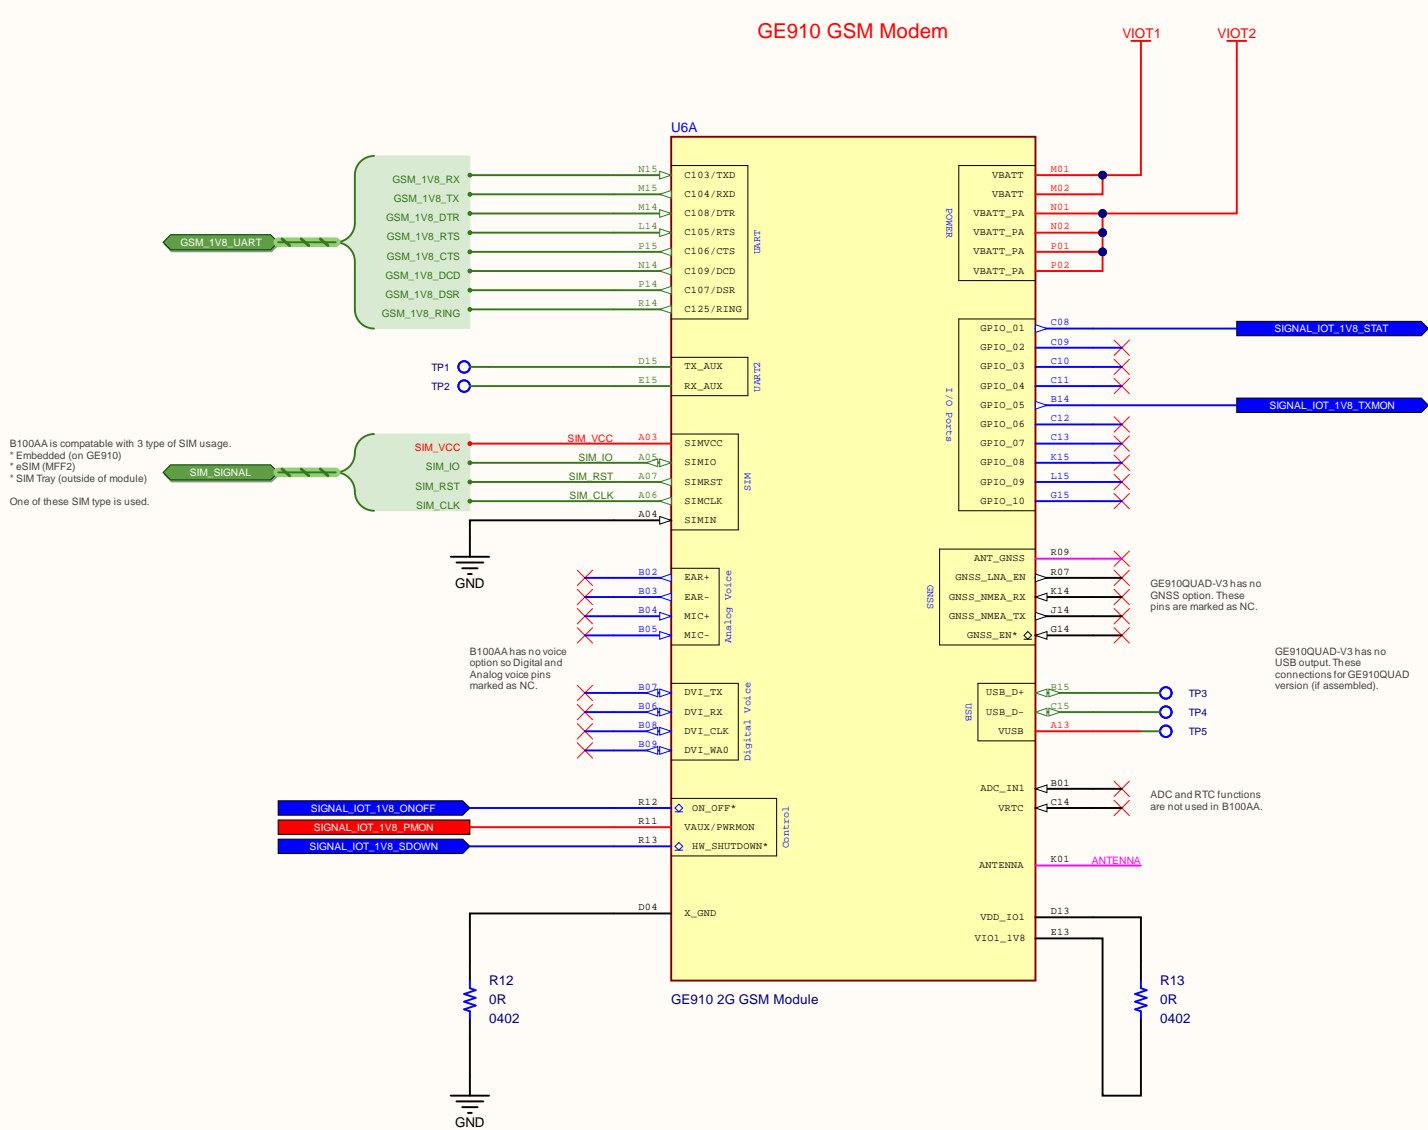 GE910 GSM Modem
VIOT1
VIOT2
U6A
GSM_1V8_UART
GSM_1V8_RX
GSM_1V8_TX
GSM_1V8_DTR
GSM_1V8_RTS
GSM_1V8_CTS
GSM_1V8_DCD
GSM_1V8_DSR
GSM_1V8_RING
N15
M15
M14
L14
P15
N14
P14
R14
C103/TXD
C104/RXD
C108/DTR
C105/RTS
C106/CTS
C109/DCD
C107/DSR
C125/RING
UART
TP1
TP2
D15
E15
TX_AUX
RX_AUX
UART2
B100AA is compatable with 3 type of SIM usage.
* Embedded (on GE910)
* eSIM (MFF2)
* SIM Tray (outside of module)
One of these SIM type is used.
SIM_SIGNAL
SIM_VCC
SIM_IO
SIM_RST
SIM_CLK
SIM_VCC
SIM_IO
SIM_RST
SIM_CLK
A03
A05
A07
A06
A04
SIMVCC
SIMIO
SIMRST
SIMCLK
SIMIN
SIM
GND
B02
B03
B04
B05
EAR+
EAR-
MIC+
MIC-
Analog Voice
B100AA has no voice
option so Digital and
Analog voice pins
marked as NC.
B07
B06
B08
B09
DVI_TX
DVI_RX
DVI_CLK
DVI_WA0
Digital Voice
SIGNAL_IOT_1V8_ONOFF
SIGNAL_IOT_1V8_PMON
SIGNAL_IOT_1V8_SDOWN
R12
R11
R13
ON_OFF*
VAUX/PWRMON
HW_SHUTDOWN*
Control
D04
X_GND
R12
0R
0402
GND
GE910 2G GSM Module
POWER
VBATT
VBATT
VBATT_PA
VBATT_PA
VBATT_PA
VBATT_PA
M01
M02
N01
N02
P01
P02
I/O Ports
GPIO_01
GPIO_02
GPIO_03
GPIO_04
GPIO_05
GPIO_06
GPIO_07
GPIO_08
GPIO_09
GPIO_10
C08
C09
C10
C11
B14
C12
C13
K15
L15
G15
SIGNAL_IOT_1V8_STAT
SIGNAL_IOT_1V8_TXMON
GNSS
ANT_GNSS
GNSS_LNA_EN
GNSS_NMEA_RX
GNSS_NMEA_TX
GNSS_EN*
R09
R07
K14
J14
G14
GE910QUAD-V3 has no
GNSS option. These
pins are marked as NC.
USB
USB_D+
USB_D-
VUSB
B15
C15
A13
TP3
TP4
TP5
GE910QUAD-V3 has no
USB output. These
connections for GE910QUAD
version (if assembled).
ADC_IN1
VRTC
B01
C14
ADC and RTC functions
are not used in B100AA.
ANTENNA
K01
ANTENNA
VDD_IO1
VIO1_1V8
D13
E13
R13
0R
0402